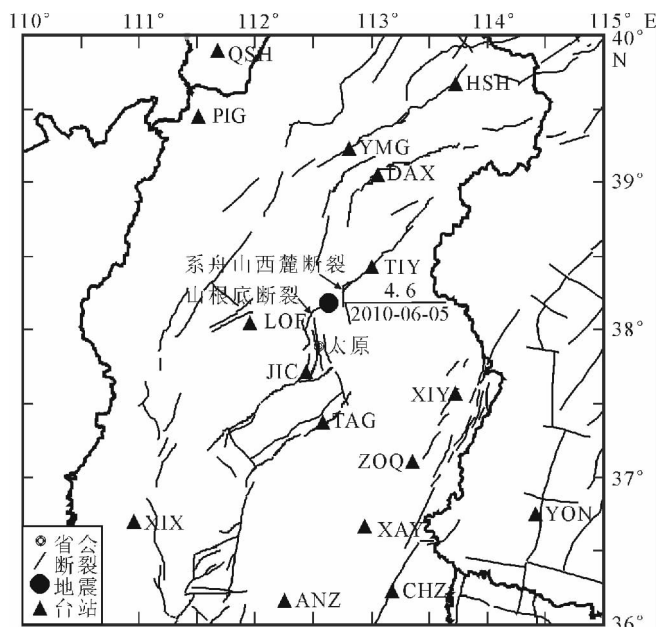 110° 111° 112° 113° 114° 115° E
40°
N
QSH
HSH
PIG
YMG
DAX
39°
系舟山西麓断裂
TIY
4.6
山根底断裂
2010-06-05
LOF
38°
太原
JIC
XIY
TAG
ZOQ
37°
XIX
XAY
YON
省会
断裂
地震
台站
ANZ
CHZ
36°